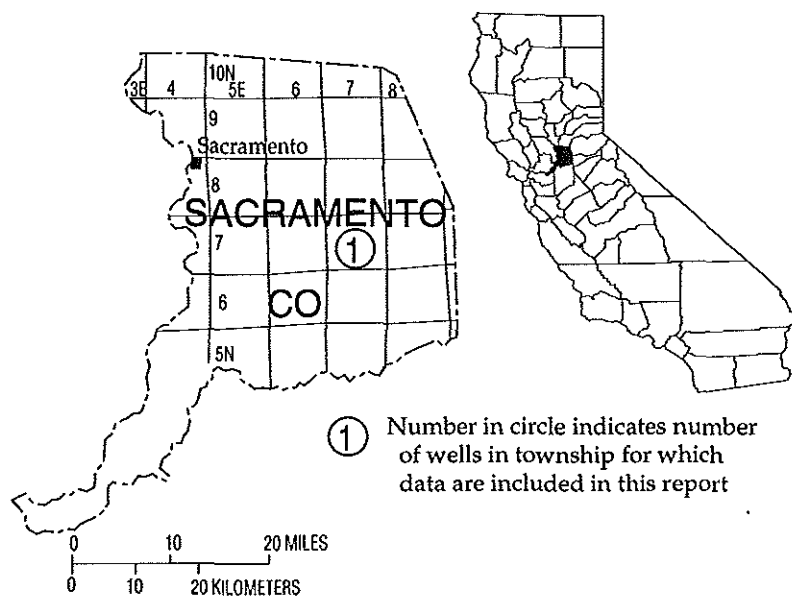 10N
3E 4 5E 6 7 8
9
Sacramento
8
SACRAMENTO
7
1
6
CO
5N
1 Number in circle indicates number
of wells in township for which
data are included in this report
0 10 20 MILES
0 10 20 KILOMETERS